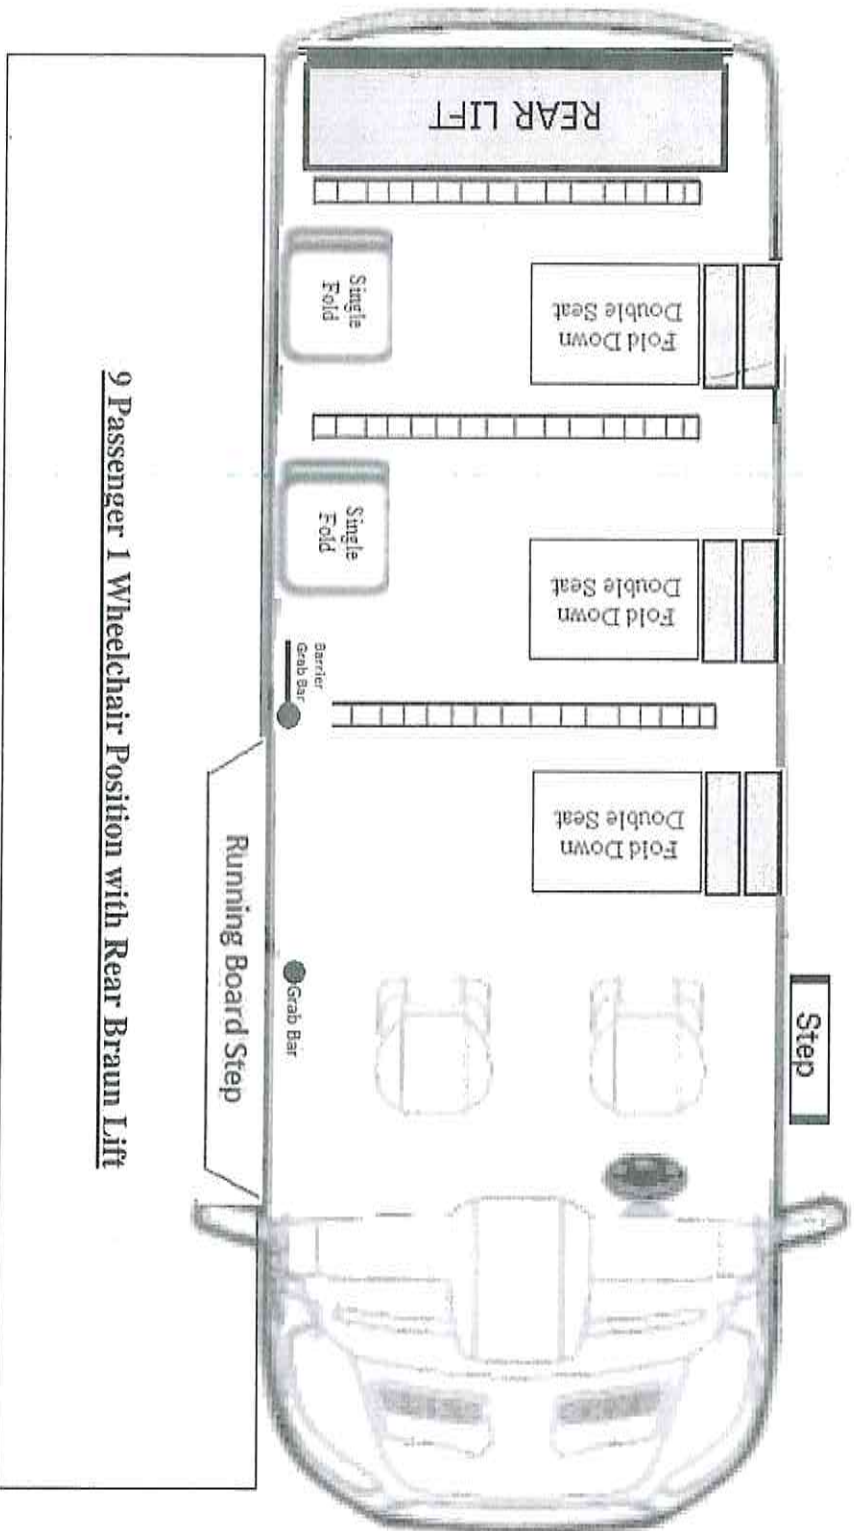 REAR LIFT
Single
Fold
Fold Down
Double Seat
Single
Fold
Fold Down
Double Seat
Barrier
Grab Bar
Fold Down
Double Seat
Grab Bar
Step
Running Board Step
9 Passenger 1 Wheelchair Position with Rear Braun Lift